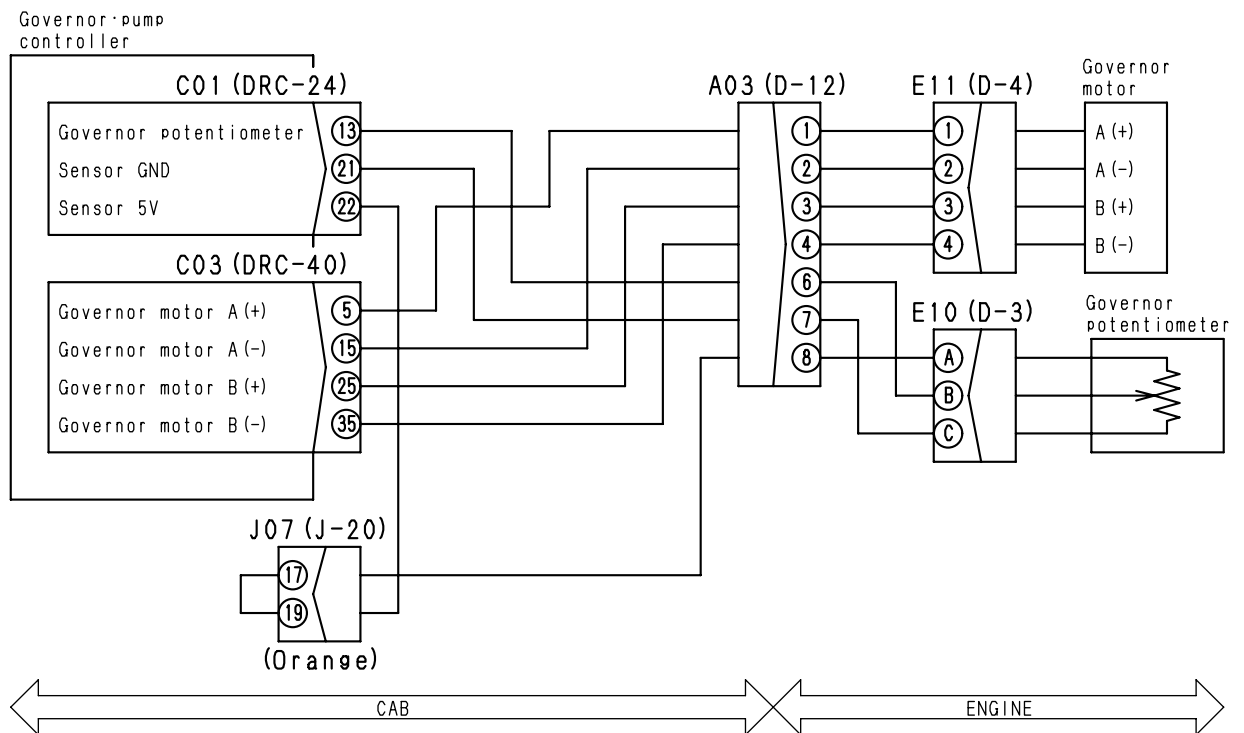 Governor·pump
controller
C01 (DRC-24)
Governor potentiometer 13
Sensor GND 21
Sensor 5V 22
C03 (DRC-40)
Governor motor A(+) 5
Governor motor A(-) 15
Governor motor B(+) 25
Governor motor B(-) 35
J07 (J-20)
17
19
(Orange)
A03 (D-12)
1
2
3
4
6
7
8
E11 (D-4)
1
2
3
4
Governor
motor
A(+)
A(-)
B(+)
B(-)
E10 (D-3)
A
B
C
Governor
potentiometer
CAB
ENGINE